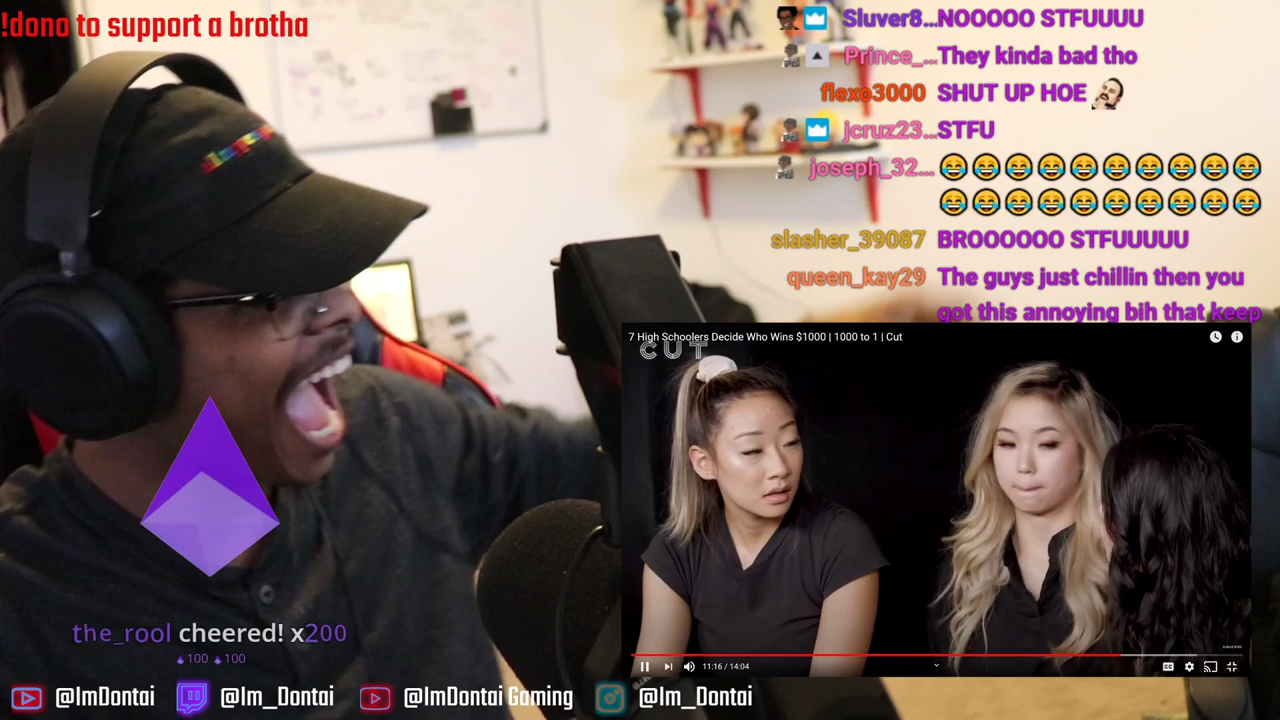 !dono to support a brotha
Sluver8... NOOOOO STFUUUU
Prince_... They kinda bad tho
flexo3000 SHUT UP HOE
jcruz23... STFU
joseph_32... 😂😂😂😂😂😂😂😂😂😂
😂😂😂😂😂😂😂😂😂😂
slasher_39087 BROOOOOO STFUUUUU
queen_kay29 The guys just chillin then you
got this annoying bih that keep
7 High Schoolers Decide Who Wins $1000 | 1000 to 1 | Cut
CUT
11:16 / 14:04
the_rool cheered! x200
100 100
@ImDontai @Im_Dontai @ImDontai Gaming @Im_Dontai